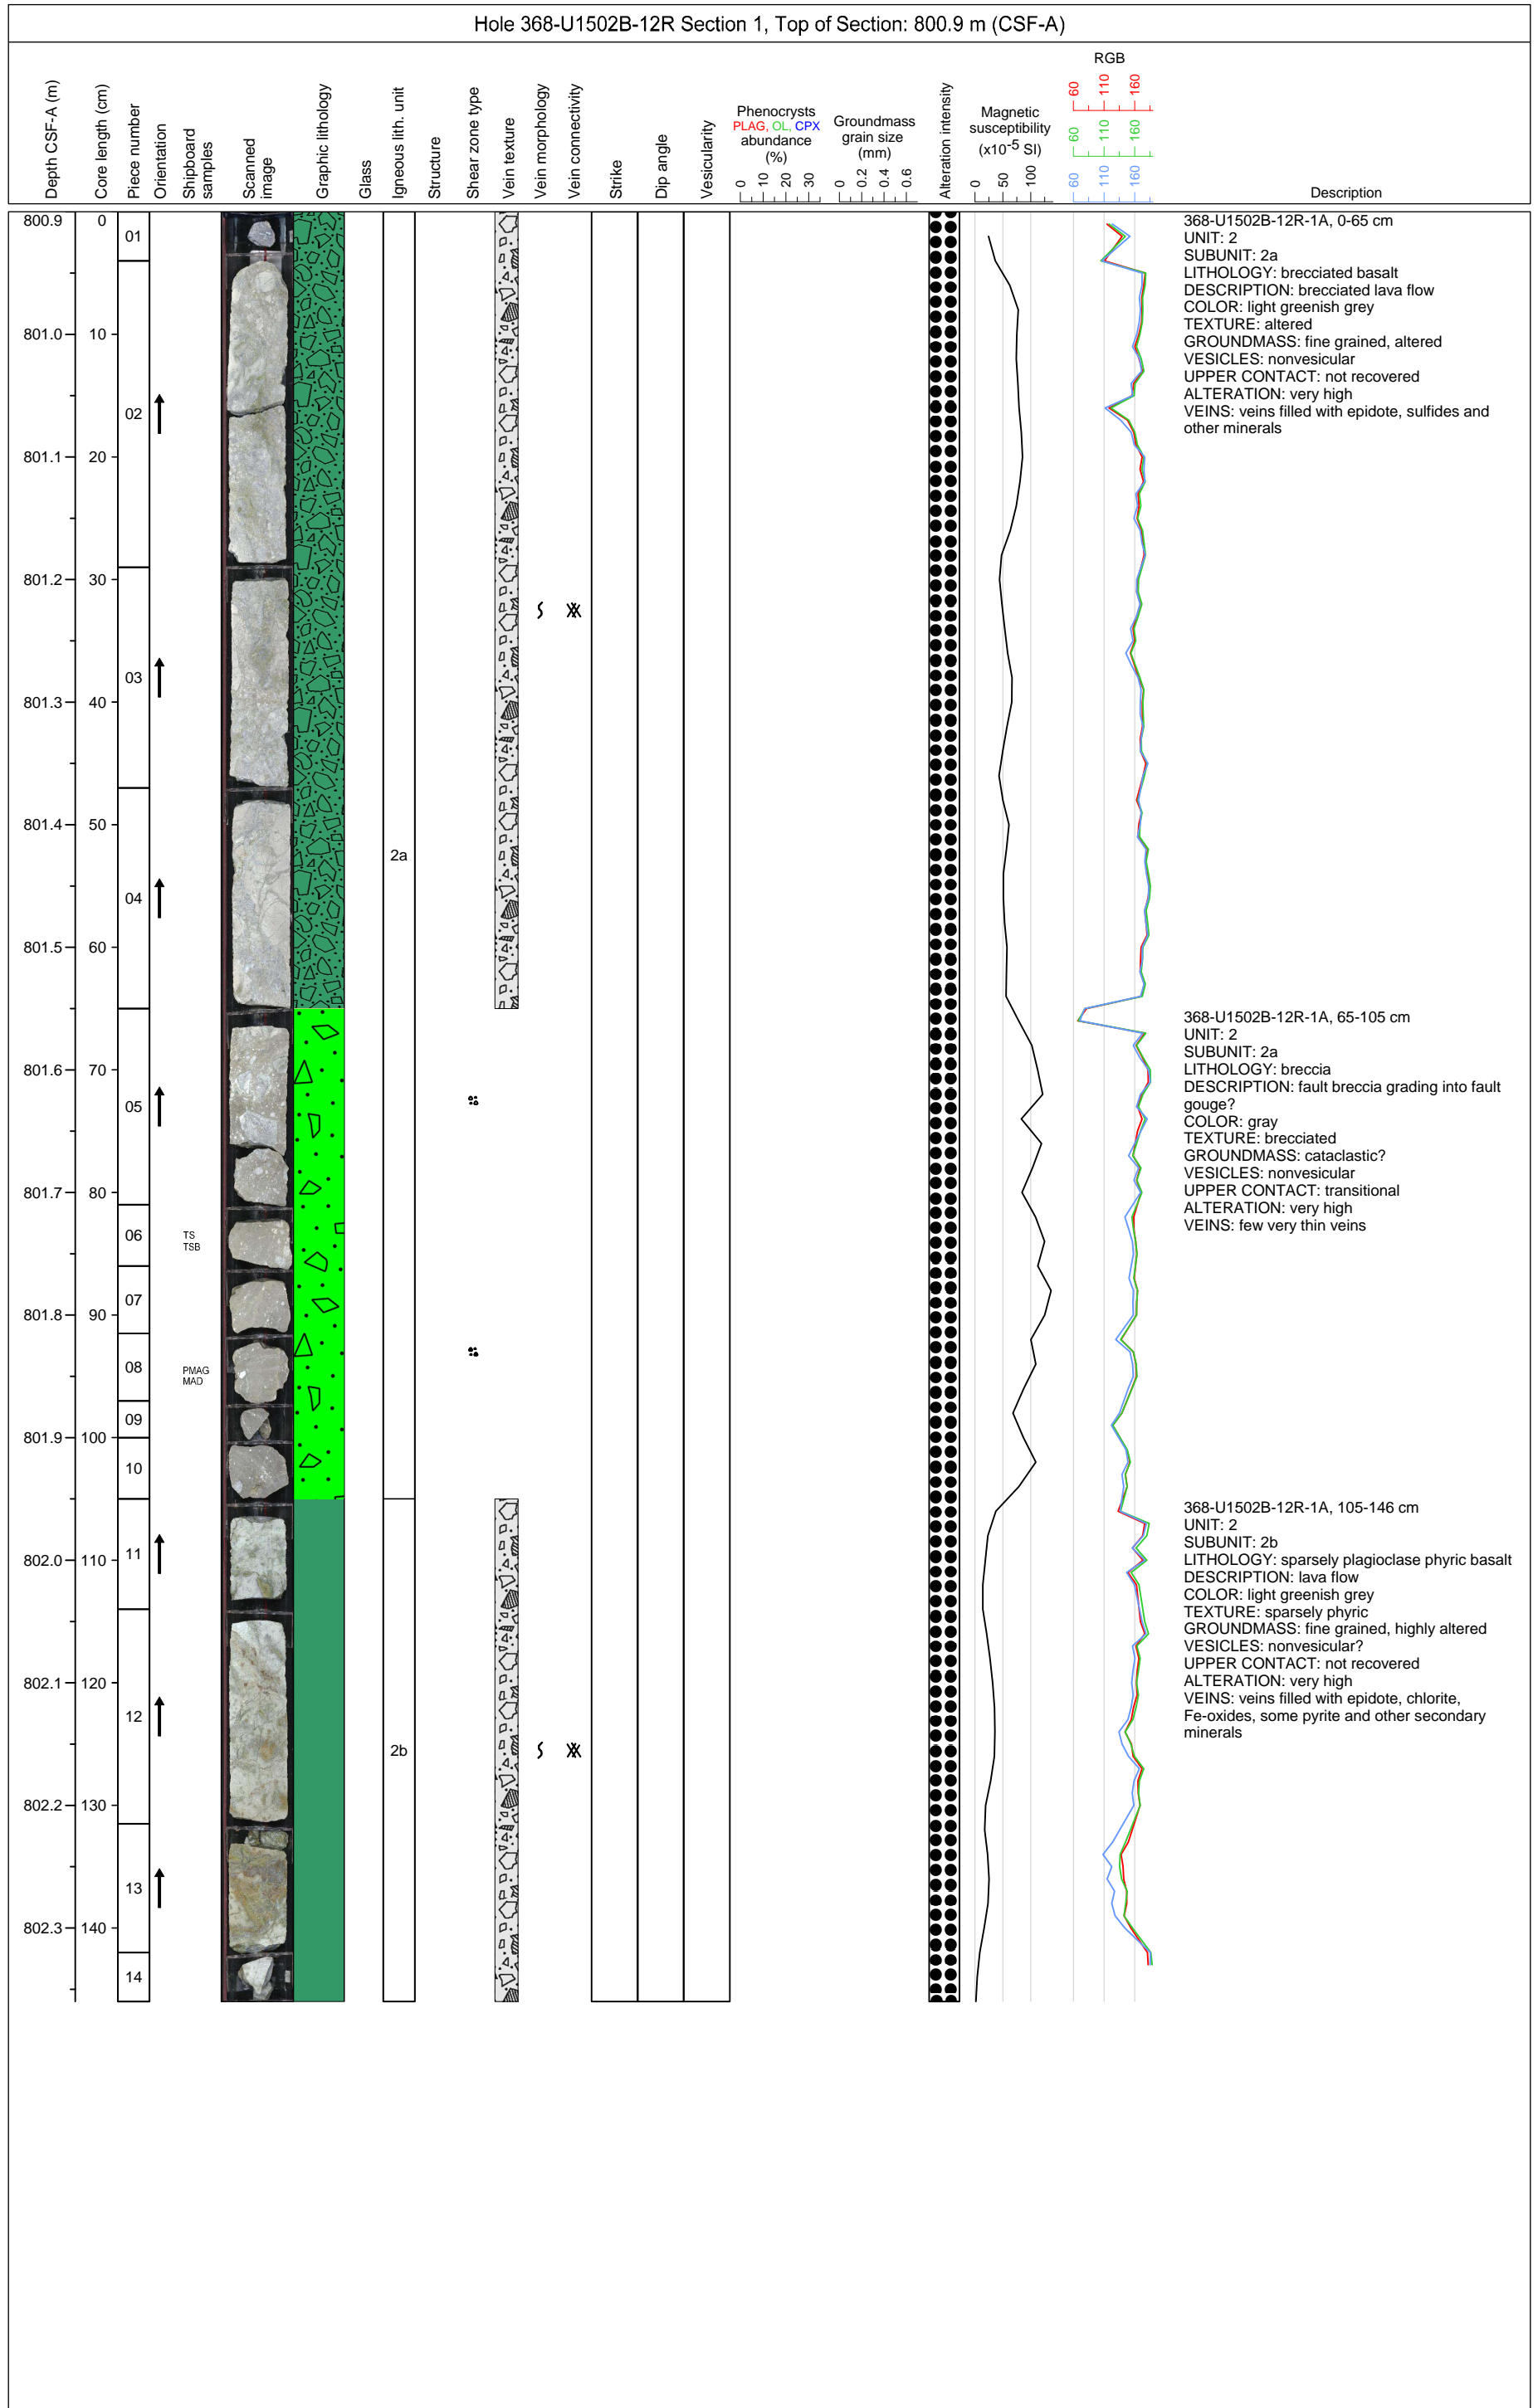 Hole 368-U1502B-12R Section 1, Top of Section: 800.9 m (CSF-A)
Depth CSF-A (m)
Core length (cm)
Piece number
Orientation
Shipboard
samples
Scanned
image
Graphic lithology
Glass
Igneous lith. unit
Structure
Shear zone type
Vein texture
Vein morphology
Vein connectivity
Strike
Dip angle
Vesicularity
Phenocrysts
PLAG, OL, CPX
abundance
(%)
0 10 20 30
Groundmass
grain size
(mm)
0 0.2 0.4 0.6
Alteration intensity
Magnetic
susceptibility
(x10-5 SI)
0 50 100
RGB
60 110 160
60 110 160
60 110 160
Description
800.9
801.0
801.1
801.2
801.3
801.4
801.5
801.6
801.7
801.8
801.9
802.0
802.1
802.2
802.3
0
10
20
30
40
50
60
70
80
90
100
110
120
130
140
01
02
03
04
05
06
07
08
09
10
11
12
13
14
TS
TSB
PMAG
MAD
2a
2b
368-U1502B-12R-1A, 0-65 cm
UNIT: 2
SUBUNIT: 2a
LITHOLOGY: brecciated basalt
DESCRIPTION: brecciated lava flow
COLOR: light greenish grey
TEXTURE: altered
GROUNDMASS: fine grained, altered
VESICLES: nonvesicular
UPPER CONTACT: not recovered
ALTERATION: very high
VEINS: veins filled with epidote, sulfides and
other minerals
368-U1502B-12R-1A, 65-105 cm
UNIT: 2
SUBUNIT: 2a
LITHOLOGY: breccia
DESCRIPTION: fault breccia grading into fault
gouge?
COLOR: gray
TEXTURE: brecciated
GROUNDMASS: cataclastic?
VESICLES: nonvesicular
UPPER CONTACT: transitional
ALTERATION: very high
VEINS: few very thin veins
368-U1502B-12R-1A, 105-146 cm
UNIT: 2
SUBUNIT: 2b
LITHOLOGY: sparsely plagioclase phyric basalt
DESCRIPTION: lava flow
COLOR: light greenish grey
TEXTURE: sparsely phyric
GROUNDMASS: fine grained, highly altered
VESICLES: nonvesicular?
UPPER CONTACT: not recovered
ALTERATION: very high
VEINS: veins filled with epidote, chlorite,
Fe-oxides, some pyrite and other secondary
minerals